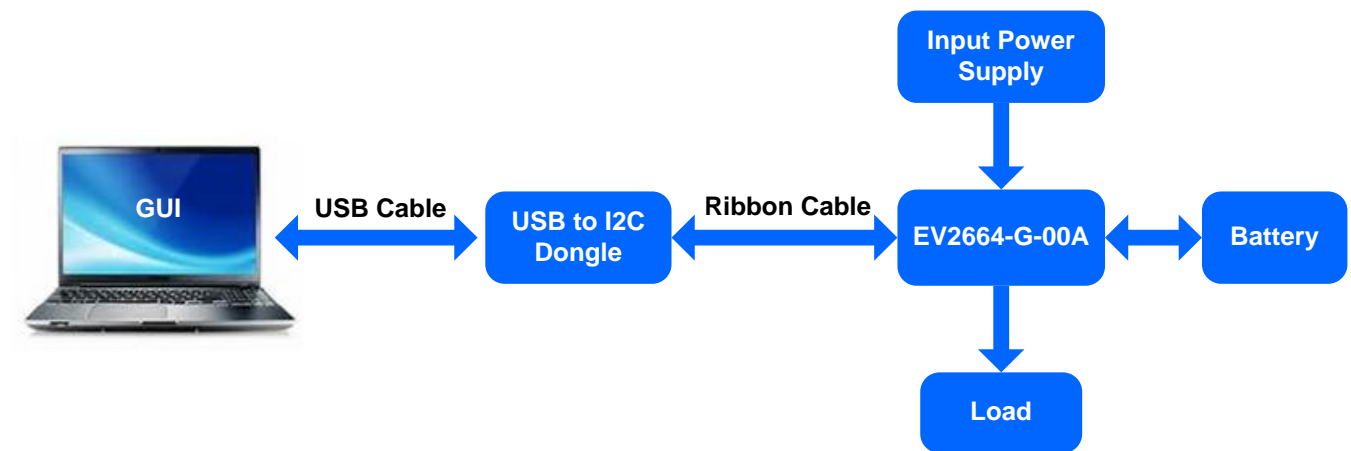 Input Power
Supply
GUI
USB Cable
USB to I2C
Dongle
Ribbon Cable
EV2664-G-00A
Battery
Load